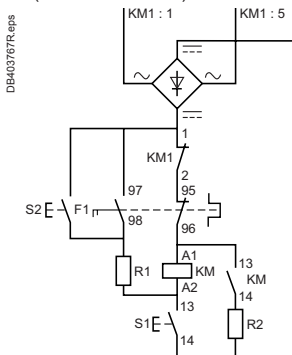 KM1 : 1
KM1 : 5
DB403767R.eps
1
KM1
2
97
95
S2
F1
98
96
A1
13
R1
KM
KM
A2
14
13
S1
R2
14